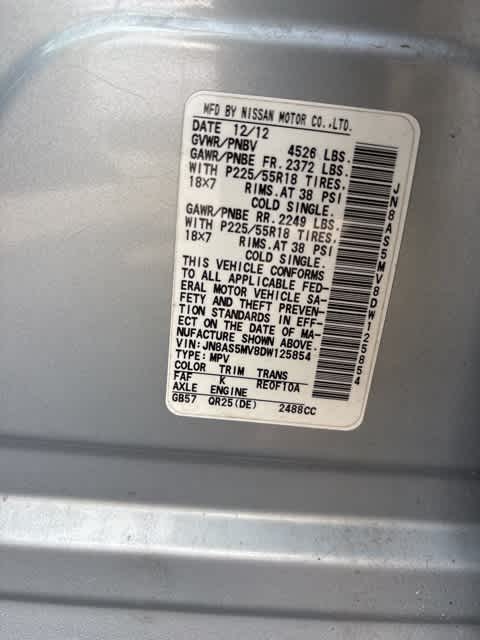 MFD BY NISSAN MOTOR CO.,LTD.
DATE 12/12
GVWR/PNBV 4526 LBS.
GAWR/PNBE FR. 2372 LBS.
WITH P225/55R18 TIRES.
18×7 RIMS.AT 38 PSI
COLD SINGLE.
GAWR/PNBE RR. 2249 LBS.
WITH P225/55R18 TIRES.
18×7 RIMS.AT 38 PSI
COLD SINGLE.
THIS VEHICLE CONFORMS
TO ALL APPLICABLE FED-
ERAL MOTOR VEHICLE SA-
FETY AND THEFT PREVEN-
TION STANDARDS IN EFF-
ECT ON THE DATE OF MA-
NUFACTURE SHOWN ABOVE.
VIN: JN8AS5MV8DW125854
TYPE: MPV
COLOR TRIM TRANS
FAF K RE0F10A
AXLE ENGINE
GB57 QR25(DE) 2488CC
JN8AS5MV8DW125854